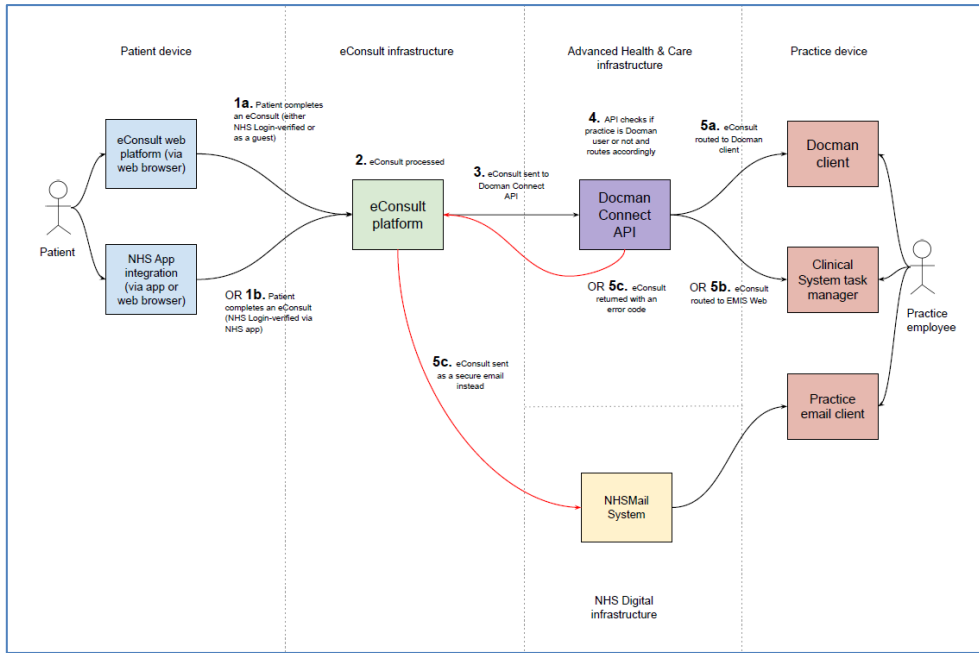 Patient device
eConsult infrastructure
Advanced Health & Care
infrastructure
Practice device
1a. Patient completes
an eConsult (either
NHS Login-verified or
as a guest)
eConsult web
platform (via
web browser)
Patient
NHS App
integration
(via app or
web browser)
OR 1b. Patient
completes an eConsult
(NHS Login-verified via
NHS app)
2. eConsult processed
eConsult
platform
3. eConsult sent to
Docman Connect
API
4. API checks if
practice is Docman
user or not and
routes accordingly
Docman
Connect
API
OR 5c. eConsult
returned with an
error code
5a. eConsult
routed to Docman
client
OR 5b. eConsult
routed to EMIS Web
Docman
client
Clinical
System task
manager
Practice
employee
5c. eConsult sent
as a secure email
instead
Practice
email client
NHSMail
System
NHS Digital
infrastructure